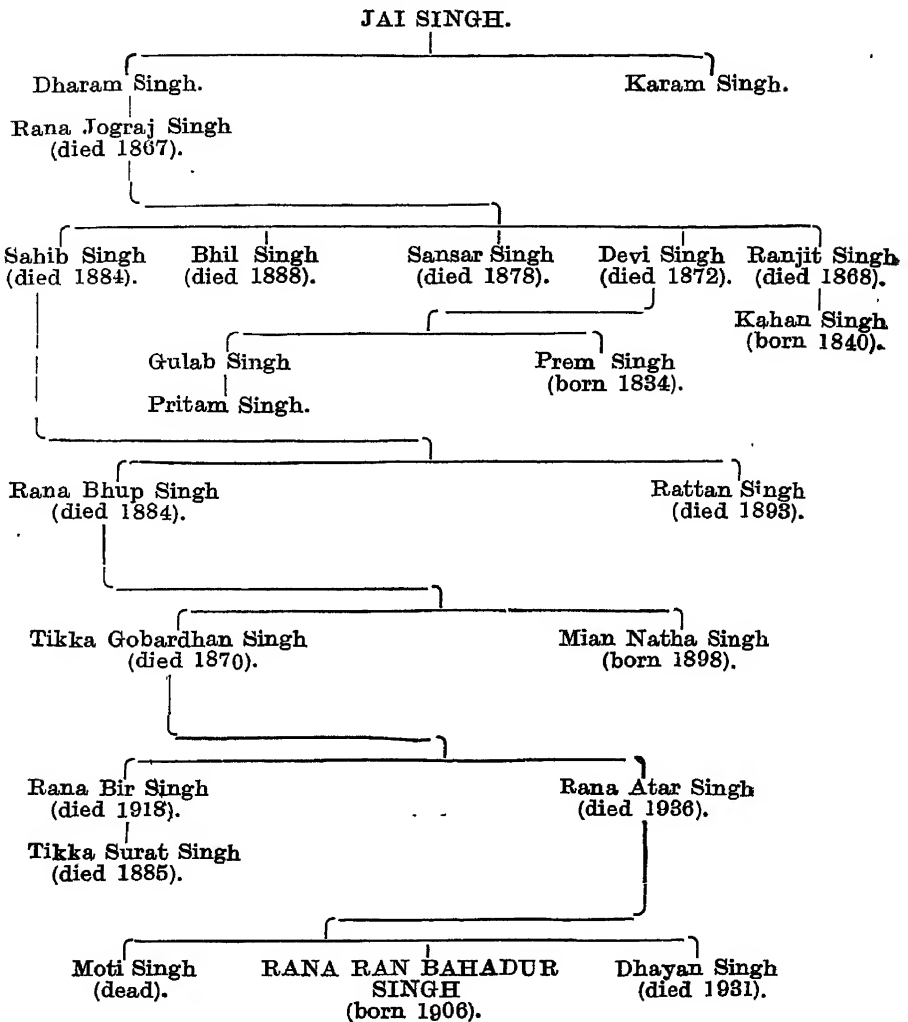 JAI SINGH.
Dharam Singh. Karam Singh.
Rana Jograj Singh
(died 1867).
Sahib Singh Bhil Singh Sansar Singh Devi Singh Ranjit Singh
(died 1884). (died 1888). (died 1878). (died 1872). (died 1868).
Kahan Singh
(born 1840).
Gulab Singh Prem Singh
(born 1834).
Pritam Singh.
Rana Bhup Singh Rattan Singh
(died 1884). (died 1893).
Tikka Gobardhan Singh Mian Natha Singh
(died 1870). (born 1898).
Rana Bir Singh Rana Atar Singh
(died 1918). (died 1936).
Tikka Surat Singh
(died 1885).
Moti Singh RANA RAN BAHADUR Dhayan Singh
(dead). SINGH (died 1931).
(born 1906).